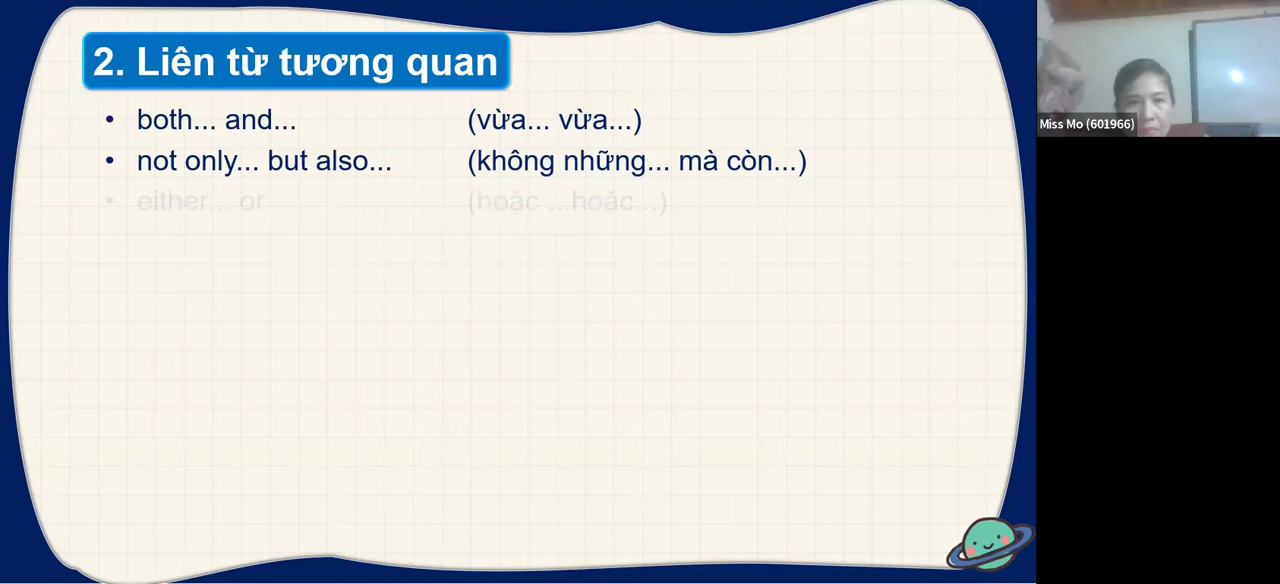 2. Liên từ tương quan
• both... and... (vừa... vừa...)
• not only... but also... (không những... mà còn...)
• either... or (hoặc ...hoặc...)
Miss Mo (601966)